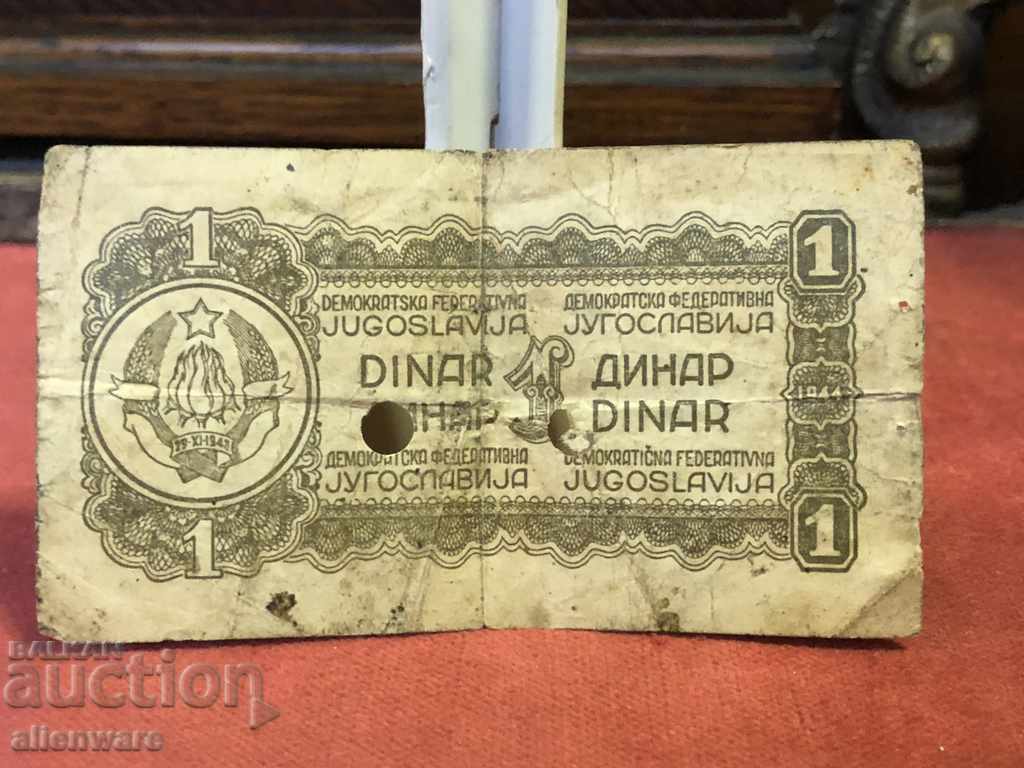 1
1
DEMOKRATSKA FEDERATIVNA
JUGOSLAVIJA
ДЕМОКРАТСКА ФЕДЕРАТИВНА
ЈУГОСЛАВИЈА
DINAR
1
ДИНАР
1944
DINAR
29·XI·1943
ДЕМОКРАТСКА ФЕДЕРАТИВНА
ЈУГОСЛАВИЈА
DEMOKRATIČNA FEDERATIVNA
JUGOSLAVIJA
1
1
BALKAN
auction
alienware